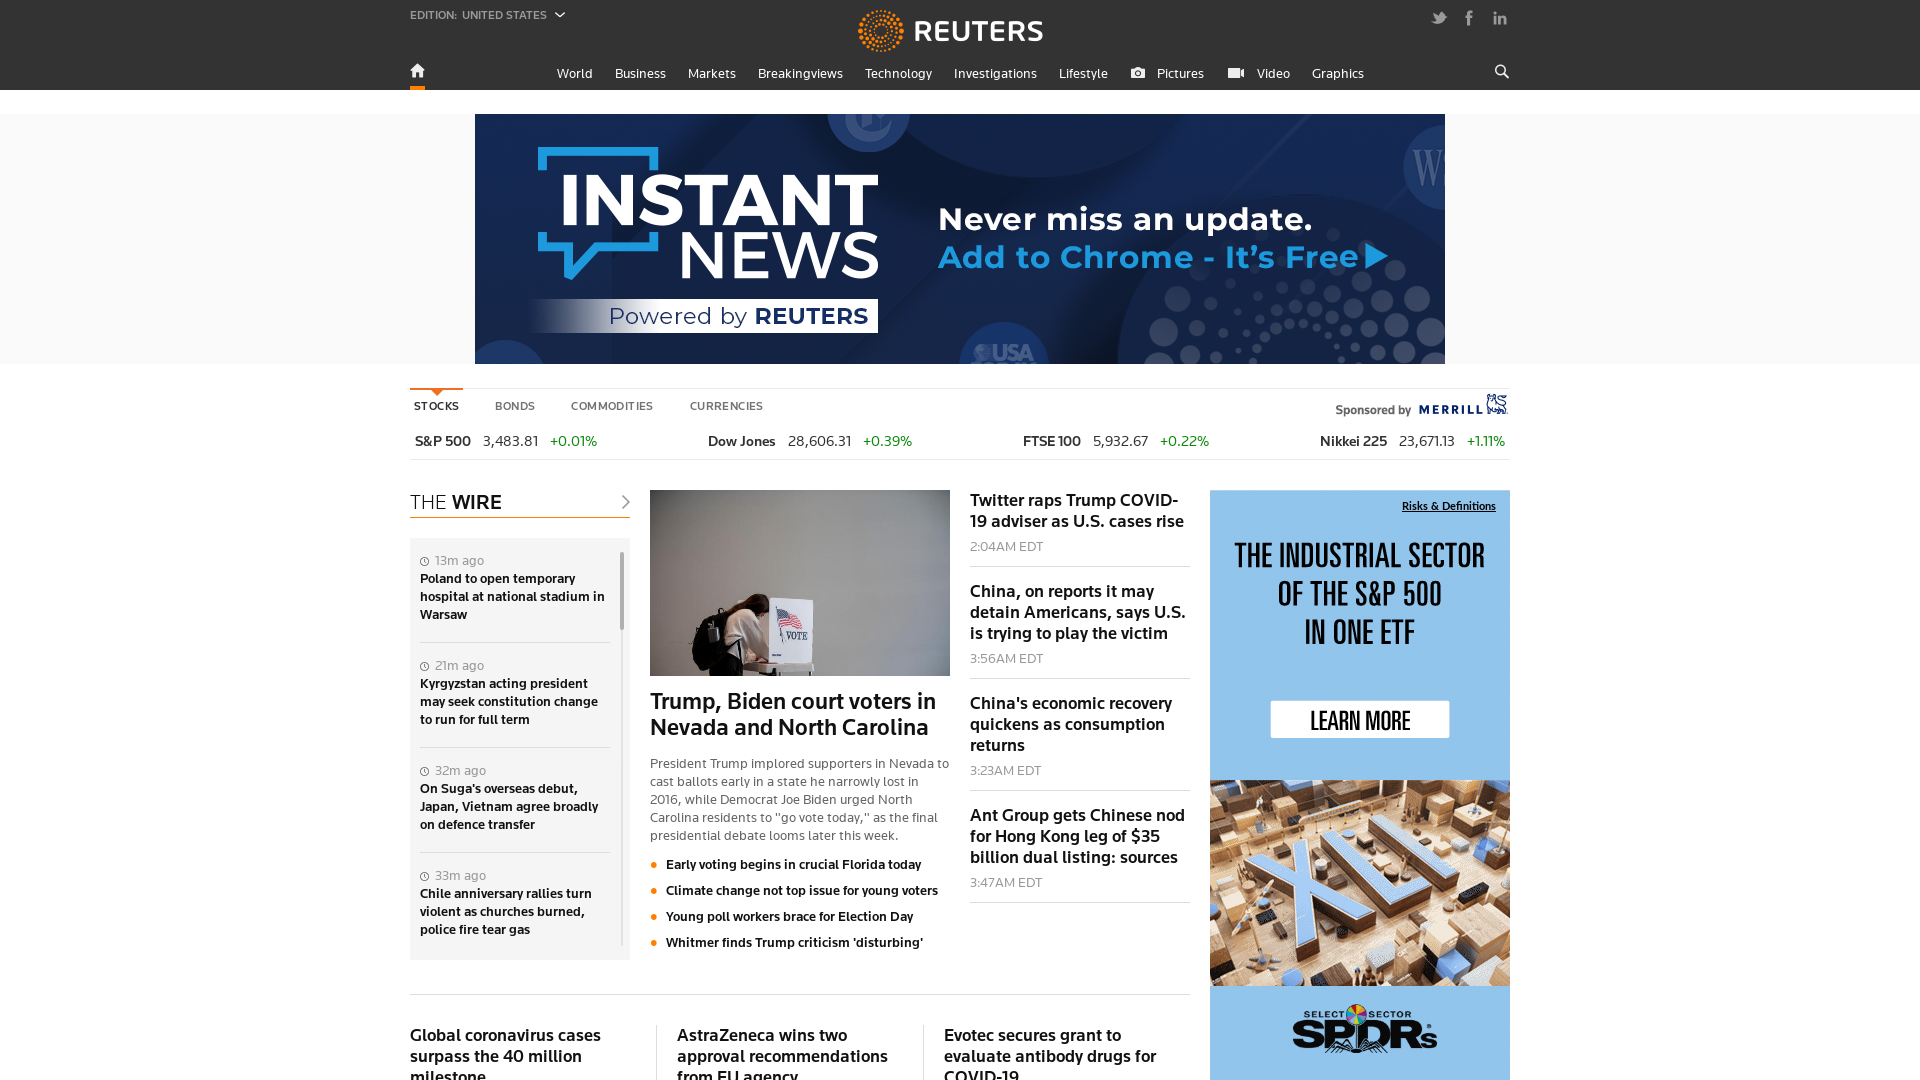 EDITION: UNITED STATES
REUTERS
World Business Markets Breakingviews Technology Investigations Lifestyle Pictures Video Graphics
INSTANT
NEWS
Powered by REUTERS
Never miss an update.
Add to Chrome - It's Free
WS
USA
STOCKS BONDS COMMODITIES CURRENCIES
Sponsored by MERRILL
S&P 500 3,483.81 +0.01%
Dow Jones 28,606.31 +0.39%
FTSE 100 5,932.67 +0.22%
Nikkei 225 23,671.13 +1.11%
THE WIRE
13m ago
Poland to open temporary
hospital at national stadium in
Warsaw
21m ago
Kyrgyzstan acting president
may seek constitution change
to run for full term
32m ago
On Suga's overseas debut,
Japan, Vietnam agree broadly
on defence transfer
33m ago
Chile anniversary rallies turn
violent as churches burned,
police fire tear gas
VOTE
Trump, Biden court voters in
Nevada and North Carolina
President Trump implored supporters in Nevada to
cast ballots early in a state he narrowly lost in
2016, while Democrat Joe Biden urged North
Carolina residents to "go vote today," as the final
presidential debate looms later this week.
Early voting begins in crucial Florida today
Climate change not top issue for young voters
Young poll workers brace for Election Day
Whitmer finds Trump criticism 'disturbing'
Twitter raps Trump COVID-
19 adviser as U.S. cases rise
2:04AM EDT
China, on reports it may
detain Americans, says U.S.
is trying to play the victim
3:56AM EDT
China's economic recovery
quickens as consumption
returns
3:23AM EDT
Ant Group gets Chinese nod
for Hong Kong leg of $35
billion dual listing: sources
3:47AM EDT
Risks & Definitions
THE INDUSTRIAL SECTOR
OF THE S&P 500
IN ONE ETF
LEARN MORE
XLI
SELECT SECTOR
SPDRs
Global coronavirus cases
surpass the 40 million
milestone
AstraZeneca wins two
approval recommendations
from EU agency
Evotec secures grant to
evaluate antibody drugs for
COVID-19